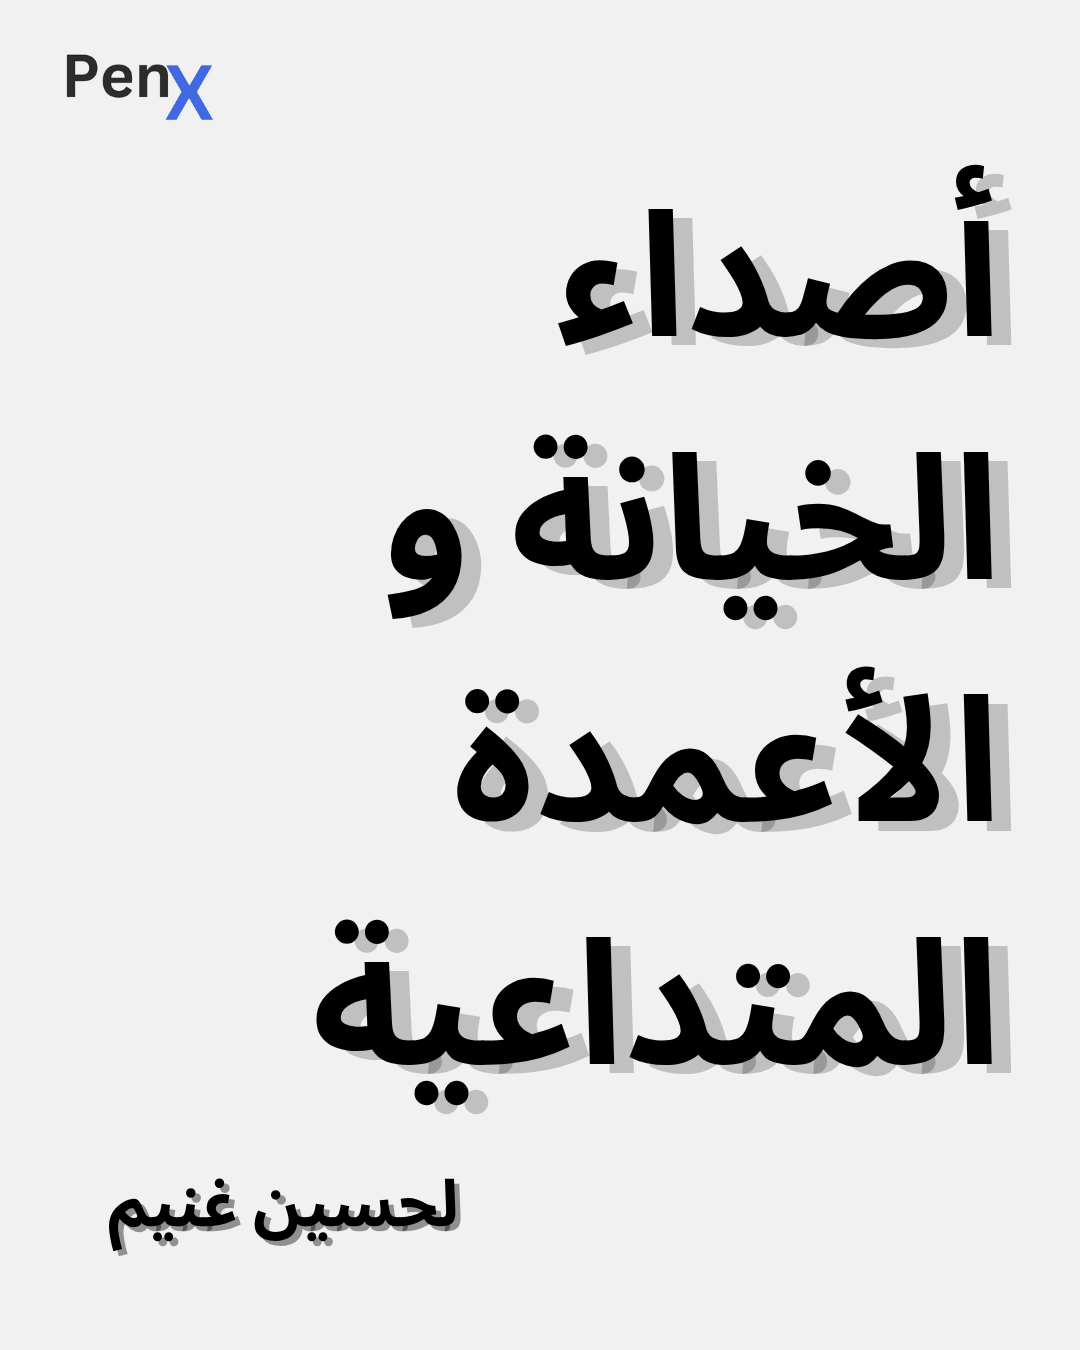 PenX
أصداء
الخيانة و
الأعمدة
المتداعية
لحسين غنيم